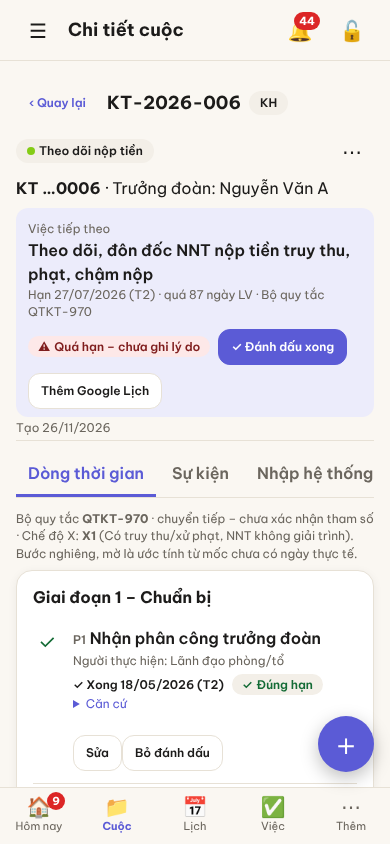 ☰ Chi tiết cuộc 44
‹ Quay lại KT-2026-006 KH
Theo dõi nộp tiền ...
KT ...0006 · Trưởng đoàn: Nguyễn Văn A
Việc tiếp theo
Theo dõi, đôn đốc NNT nộp tiền truy thu,
phạt, chậm nộp
Hạn 27/07/2026 (T2) · quá 87 ngày LV · Bộ quy tắc
QTKT-970
⚠ Quá hạn – chưa ghi lý do ✓ Đánh dấu xong
Thêm Google Lịch
Tạo 26/11/2026
Dòng thời gian Sự kiện Nhập hệ thống
Bộ quy tắc QTKT-970 · chuyển tiếp – chưa xác nhận tham số
· Chế độ X: X1 (Có truy thu/xử phạt, NNT không giải trình).
Bước nghiêng, mờ là ước tính từ mốc chưa có ngày thực tế.
Giai đoạn 1 – Chuẩn bị
✓ P1 Nhận phân công trưởng đoàn
Người thực hiện: Lãnh đạo phòng/tổ
✓ Xong 18/05/2026 (T2) ✓ Đúng hạn
▶ Căn cứ
Sửa Bỏ đánh dấu
+
9
Hôm nay Cuộc Lịch Việc Thêm